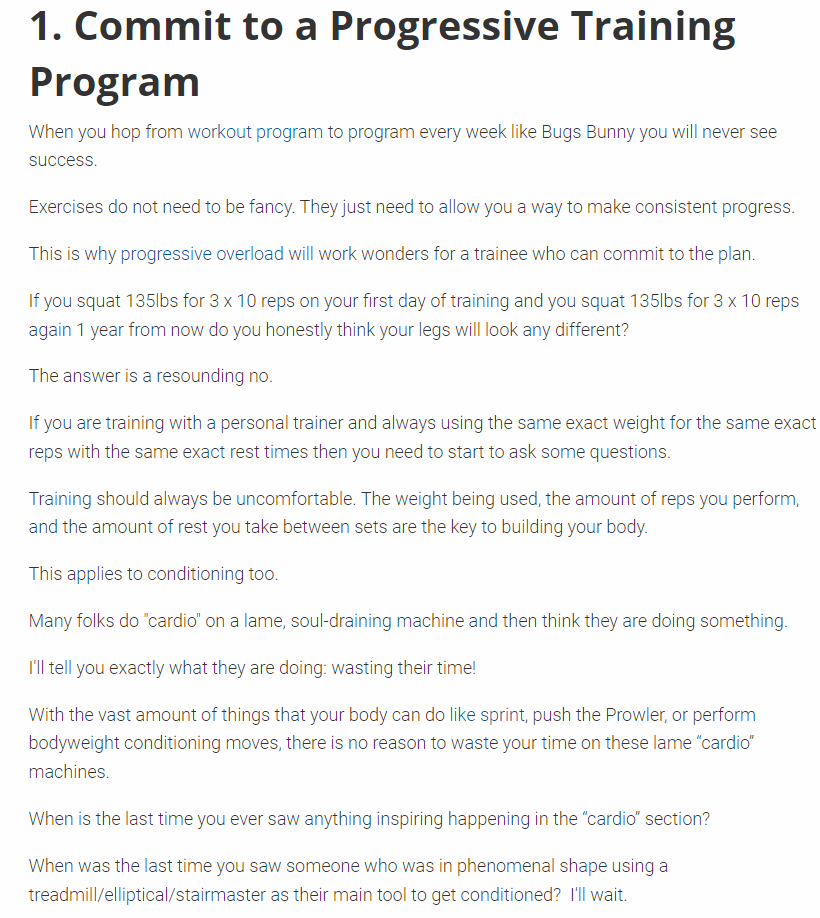 1. Commit to a Progressive Training
Program
When you hop from workout program to program every week like Bugs Bunny you will never see
success.
Exercises do not need to be fancy. They just need to allow you a way to make consistent progress.
This is why progressive overload will work wonders for a trainee who can commit to the plan.
If you squat 135lbs for 3 x 10 reps on your first day of training and you squat 135lbs for 3 x 10 reps
again 1 year from now do you honestly think your legs will look any different?
The answer is a resounding no.
If you are training with a personal trainer and always using the same exact weight for the same exact
reps with the same exact rest times then you need to start to ask some questions.
Training should always be uncomfortable. The weight being used, the amount of reps you perform,
and the amount of rest you take between sets are the key to building your body.
This applies to conditioning too.
Many folks do "cardio" on a lame, soul-draining machine and then think they are doing something.
I'll tell you exactly what they are doing: wasting their time!
With the vast amount of things that your body can do like sprint, push the Prowler, or perform
bodyweight conditioning moves, there is no reason to waste your time on these lame “cardio”
machines.
When is the last time you ever saw anything inspiring happening in the “cardio” section?
When was the last time you saw someone who was in phenomenal shape using a
treadmill/elliptical/stairmaster as their main tool to get conditioned?  I'll wait.